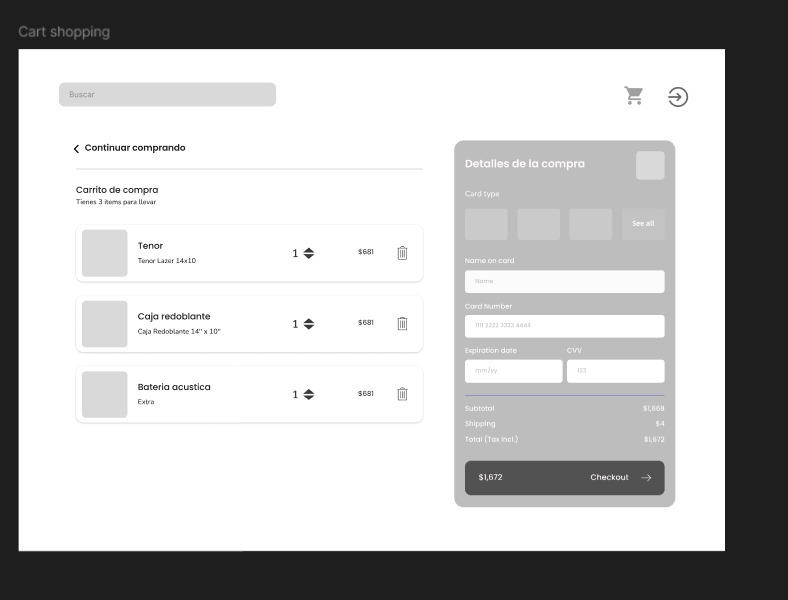 Cart shopping
Buscar
Continuar comprando
Carrito de compra
Tienes 3 items para llevar
Tenor
Tenor Lazer 14x10
1
$681
Caja redoblante
Caja Redoblante 14" x 10"
1
$681
Bateria acustica
Extra
1
$681
Detalles de la compra
Card type
See all
Name on card
Name
Card Number
1111 2222 3333 4444
Expiration date CVV
mm/yy 123
Subtotal $1,668
Shipping $4
Total (Tax incl.) $1,672
$1,672 Checkout